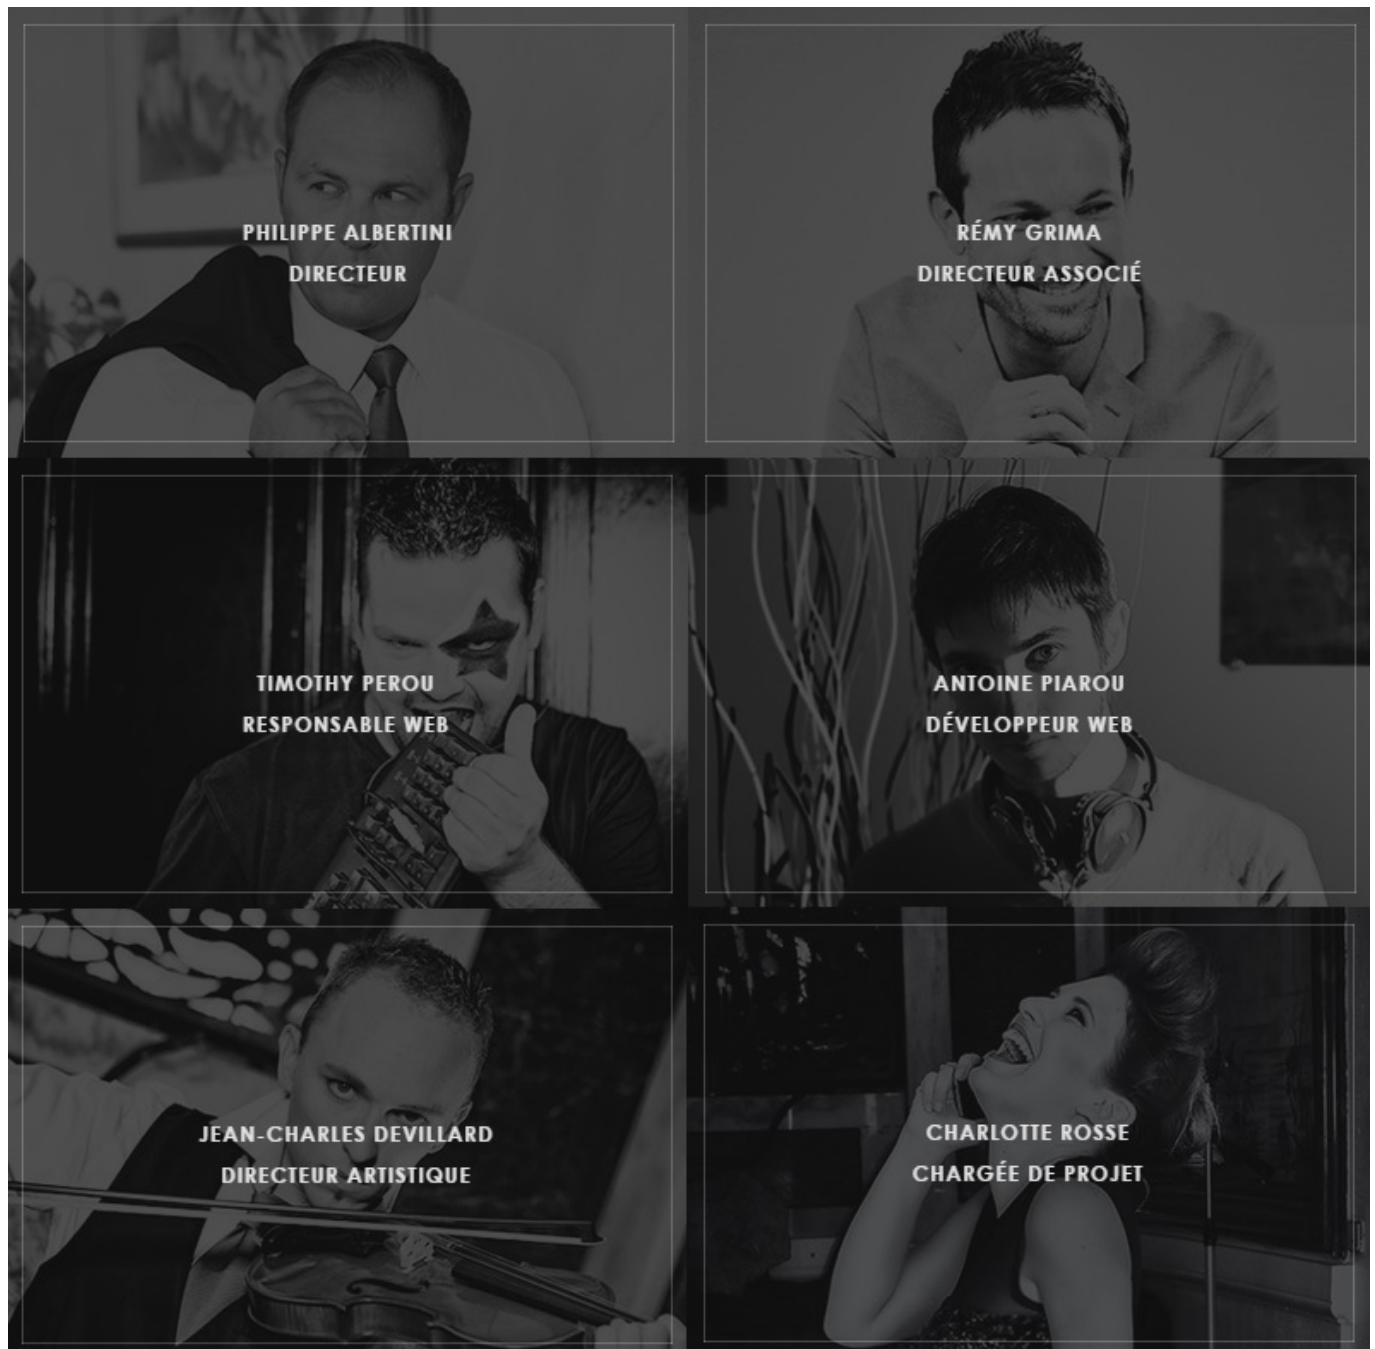 PHILIPPE ALBERTINI
DIRECTEUR
RÉMY GRIMA
DIRECTEUR ASSOCIÉ
TIMOTHY PEROU
RESPONSABLE WEB
ANTOINE PIAROU
DÉVELOPPEUR WEB
JEAN-CHARLES DEVILLARD
DIRECTEUR ARTISTIQUE
CHARLOTTE ROSSE
CHARGÉE DE PROJET